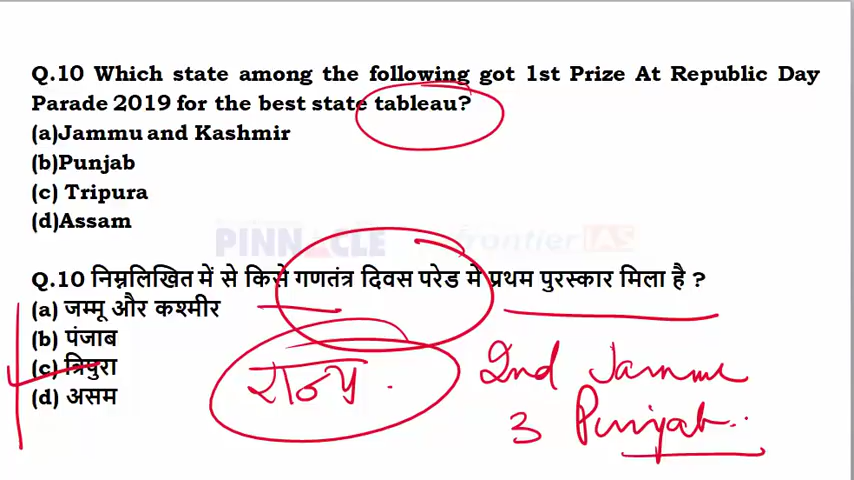 Q.10 Which state among the following got 1st Prize At Republic Day
Parade 2019 for the best state tableau?
(a)Jammu and Kashmir
(b)Punjab
(c) Tripura
(d)Assam
PINNACLE frontier IAS
Q.10 निम्नलिखित में से किसे गणतंत्र दिवस परेड में प्रथम पुरस्कार मिला है ?
(a) जम्मू और कश्मीर
(b) पंजाब
(c) त्रिपुरा
(d) असम
राज्य .
2nd Jammu
3 Punjab..